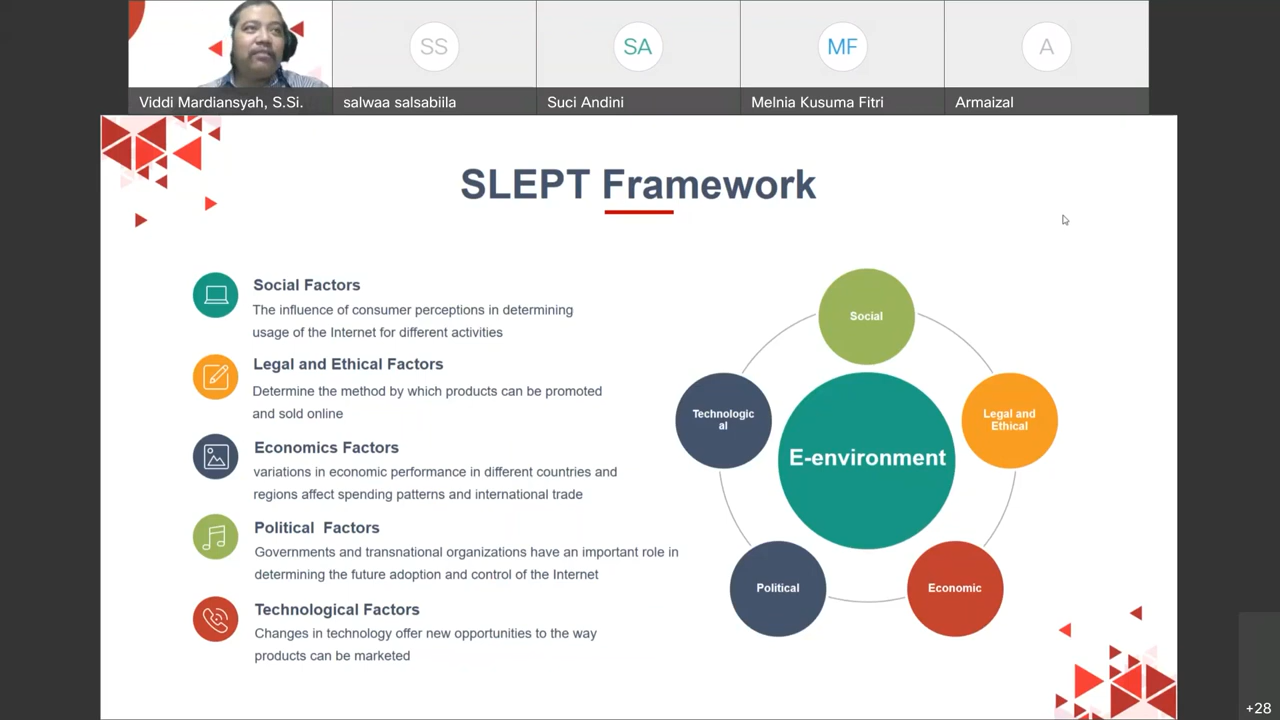 SS
SA
MF
A
Viddi Mardiansyah, S.Si.
salwaa salsabiila
Suci Andini
Melnia Kusuma Fitri
Armaizal
SLEPT Framework
Social Factors
The influence of consumer perceptions in determining
usage of the Internet for different activities
Legal and Ethical Factors
Determine the method by which products can be promoted
and sold online
Economics Factors
variations in economic performance in different countries and
regions affect spending patterns and international trade
Political  Factors
Governments and transnational organizations have an important role in
determining the future adoption and control of the Internet
Technological Factors
Changes in technology offer new opportunities to the way
products can be marketed
Social
Technologic
al
Legal and
Ethical
E-environment
Political
Economic
+28